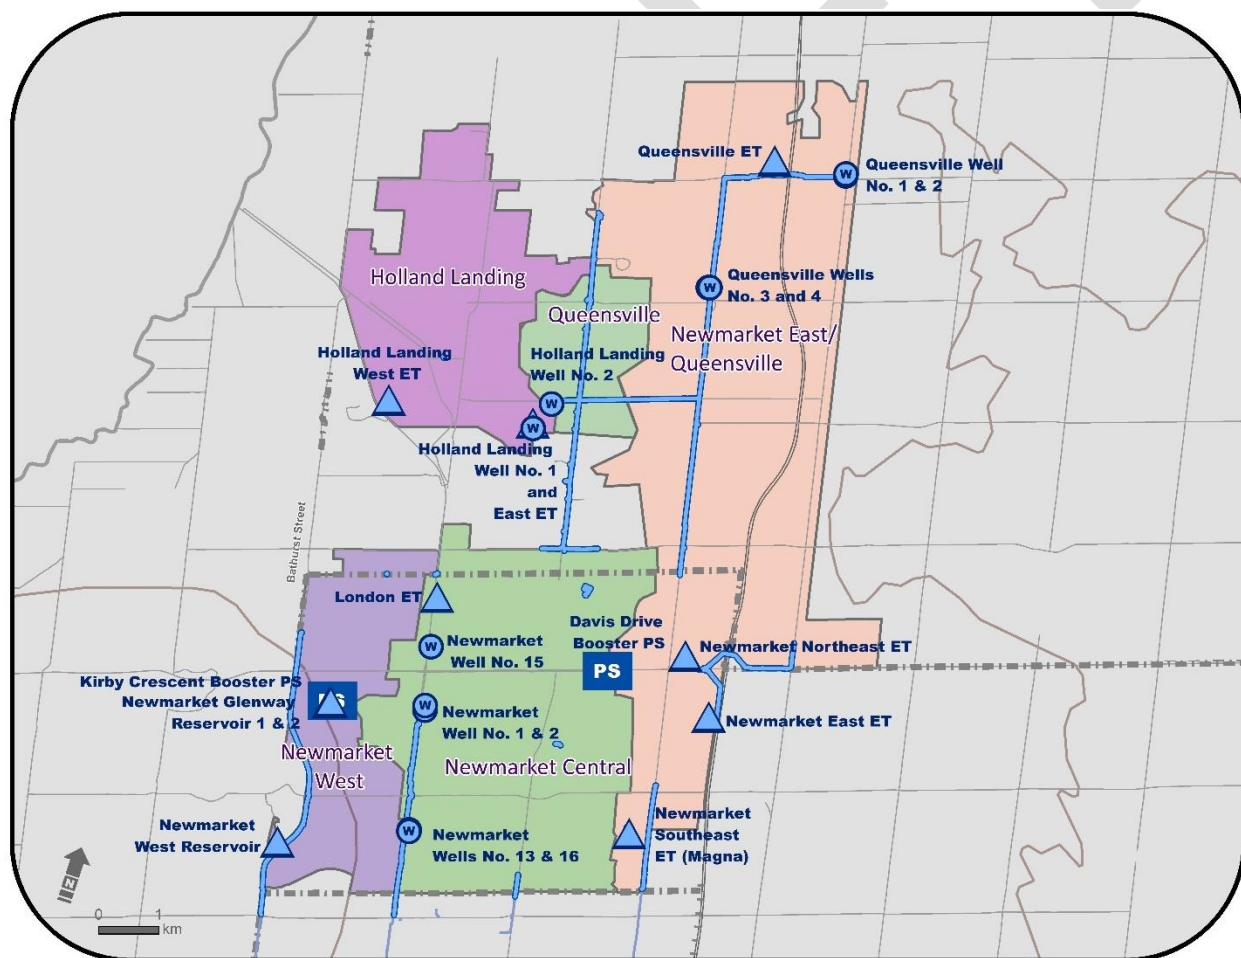 Queensville ET
Queensville Well
No. 1 & 2
Holland Landing
Queensville Wells
No. 3 and 4
Queensville
Newmarket East/
Queensville
Holland Landing
West ET
Holland Landing
Well No. 2
Holland Landing
Well No. 1
and
East ET
Bathurst Street
London ET
Davis Drive
Booster PS
PS
Newmarket
Well No. 15
Newmarket Northeast ET
Kirby Crescent Booster PS
Newmarket Glenway
Reservoir 1 & 2
PS
Newmarket
Well No. 1 & 2
Newmarket East ET
Newmarket
West
Newmarket Central
Newmarket
West Reservoir
Newmarket
Wells No. 13 & 16
Newmarket
Southeast
ET (Magna)
W
W
W
W
W
W
W
N
0 1
km